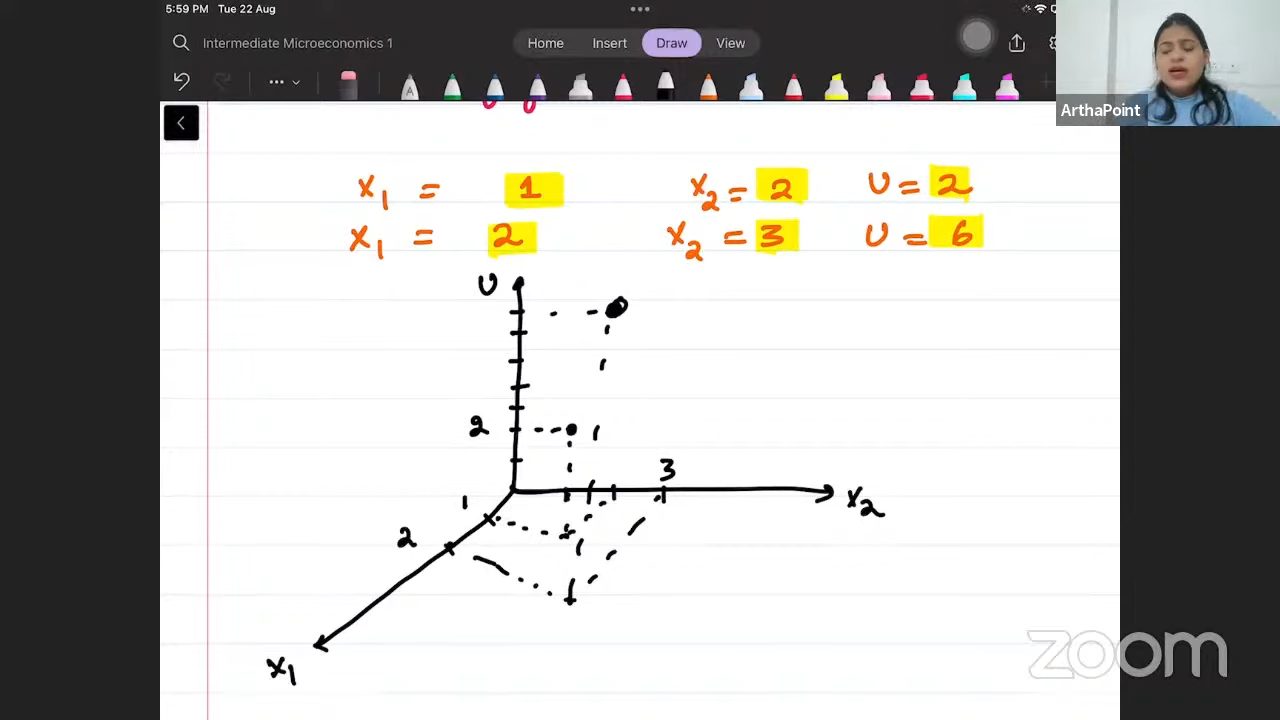 5:59 PM Tue 22 Aug
Intermediate Microeconomics 1
Home Insert Draw View
A
ArthaPoint
x1 = 1 x2 = 2 U = 2
x1 = 2 x2 = 3 U = 6
U
2
3
1
x2
2
x1
zoom